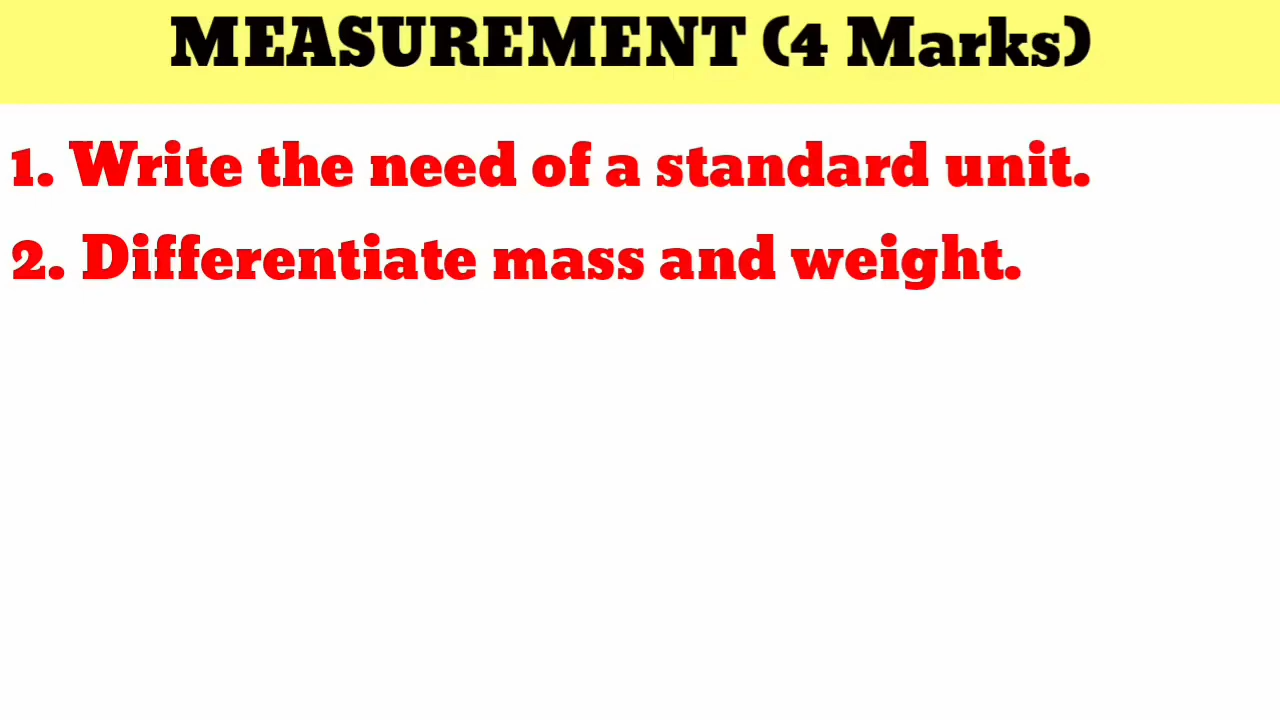 MEASUREMENT (4 Marks)
1. Write the need of a standard unit.
2. Differentiate mass and weight.